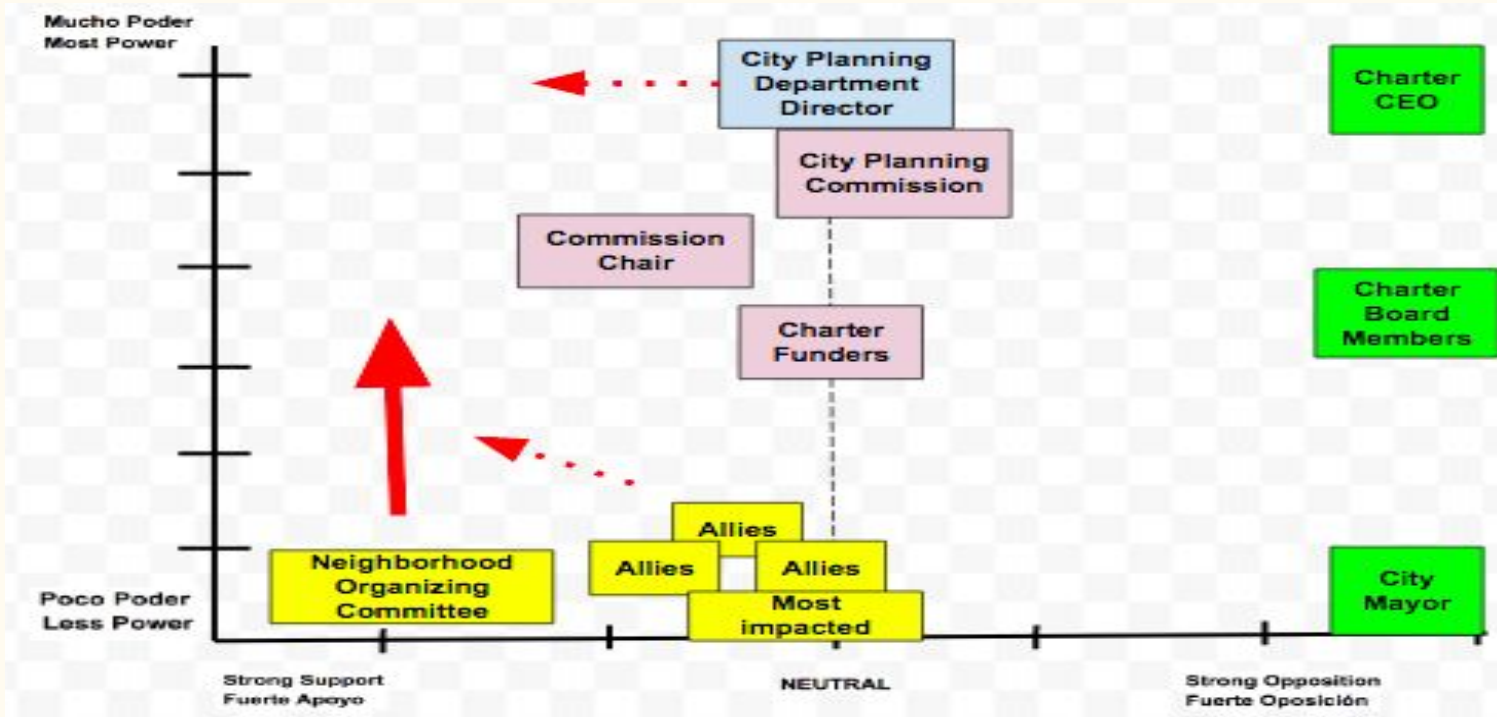 Mucho Poder
Most Power
City Planning
Department
Director
Charter
CEO
City Planning
Commission
Commission
Chair
Charter
Board
Members
Charter
Funders
Allies
Allies
Allies
Neighborhood
Organizing
Committee
Most
impacted
City
Mayor
Poco Poder
Less Power
Strong Support
Fuerte Apoyo
NEUTRAL
Strong Opposition
Fuerte Oposición